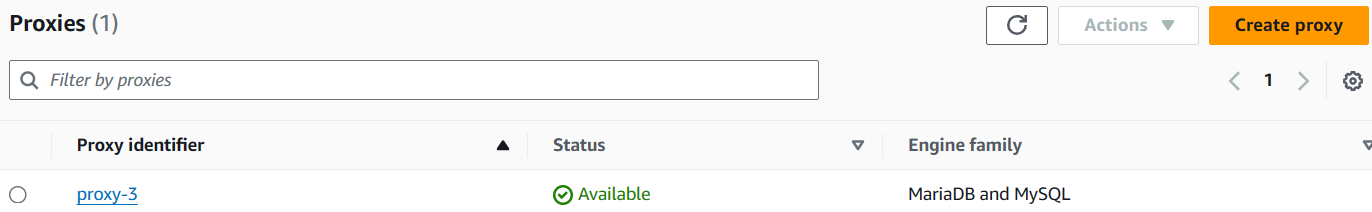 Proxies (1)
Actions
Create proxy
Filter by proxies
1
Proxy identifier Status Engine family
proxy-3 Available MariaDB and MySQL